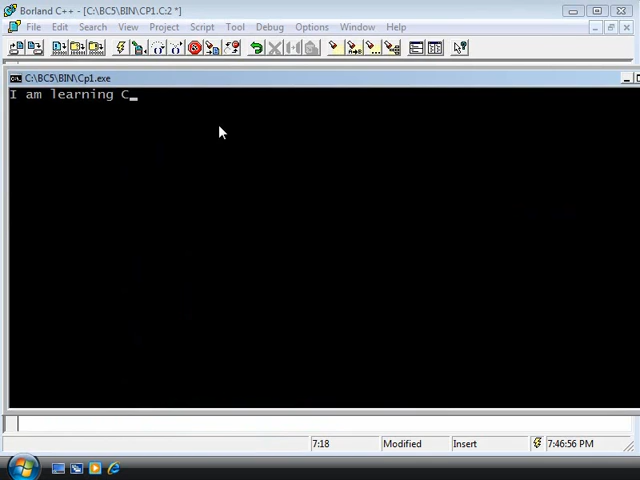 Borland C++ - [C:\BC5\BIN\CP1.C:2 *]
File Edit Search View Project Script Tool Debug Options Window Help
C:\BC5\BIN\Cp1.exe
I am learning C_
7:18 Modified Insert 7:46:56 PM